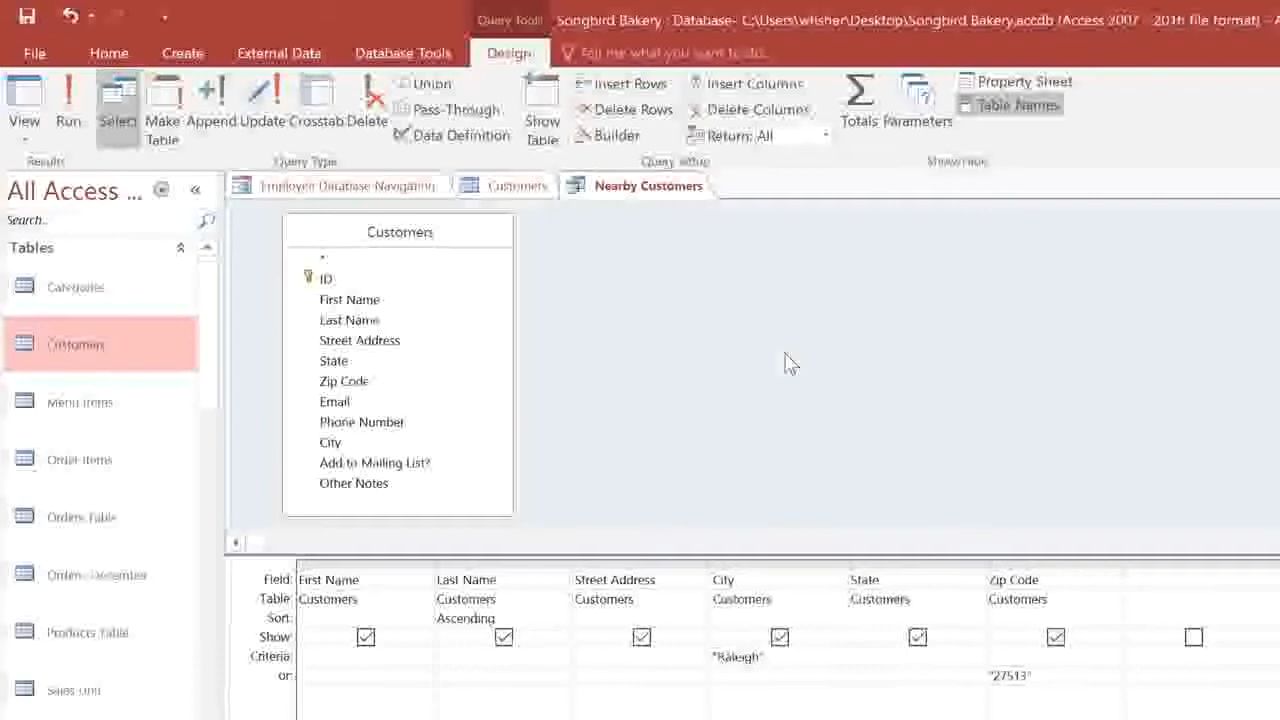 Query Tools Songbird Bakery : Database- C:\Users\wfisher\Desktop\Songbird Bakery.accdb (Access 2007 - 2016 file format) - A
File Home Create External Data Database Tools Design Tell me what you want to do...
View Run Select Make Table Append Update Crosstab Delete
Union
Pass-Through
Data Definition
Show Table
Insert Rows
Delete Rows
Builder
Insert Columns
Delete Columns
Return: All
Totals Parameters
Property Sheet
Table Names
Results Query Type Query Setup Show/Hide
All Access ... «
Search..
Tables
Categories
Customers
Menu Items
Order Items
Orders Table
Products Table
Sales Unit
Customers Nearby Customers
Customers
*
ID
First Name
Last Name
Street Address
State
Zip Code
Email
Phone Number
City
Add to Mailing List?
Other Notes
Field: First Name Last Name Street Address City State Zip Code
Table: Customers Customers Customers Customers Customers Customers
Sort: Ascending
Show:
Criteria: "Raleigh"
or: "27513"